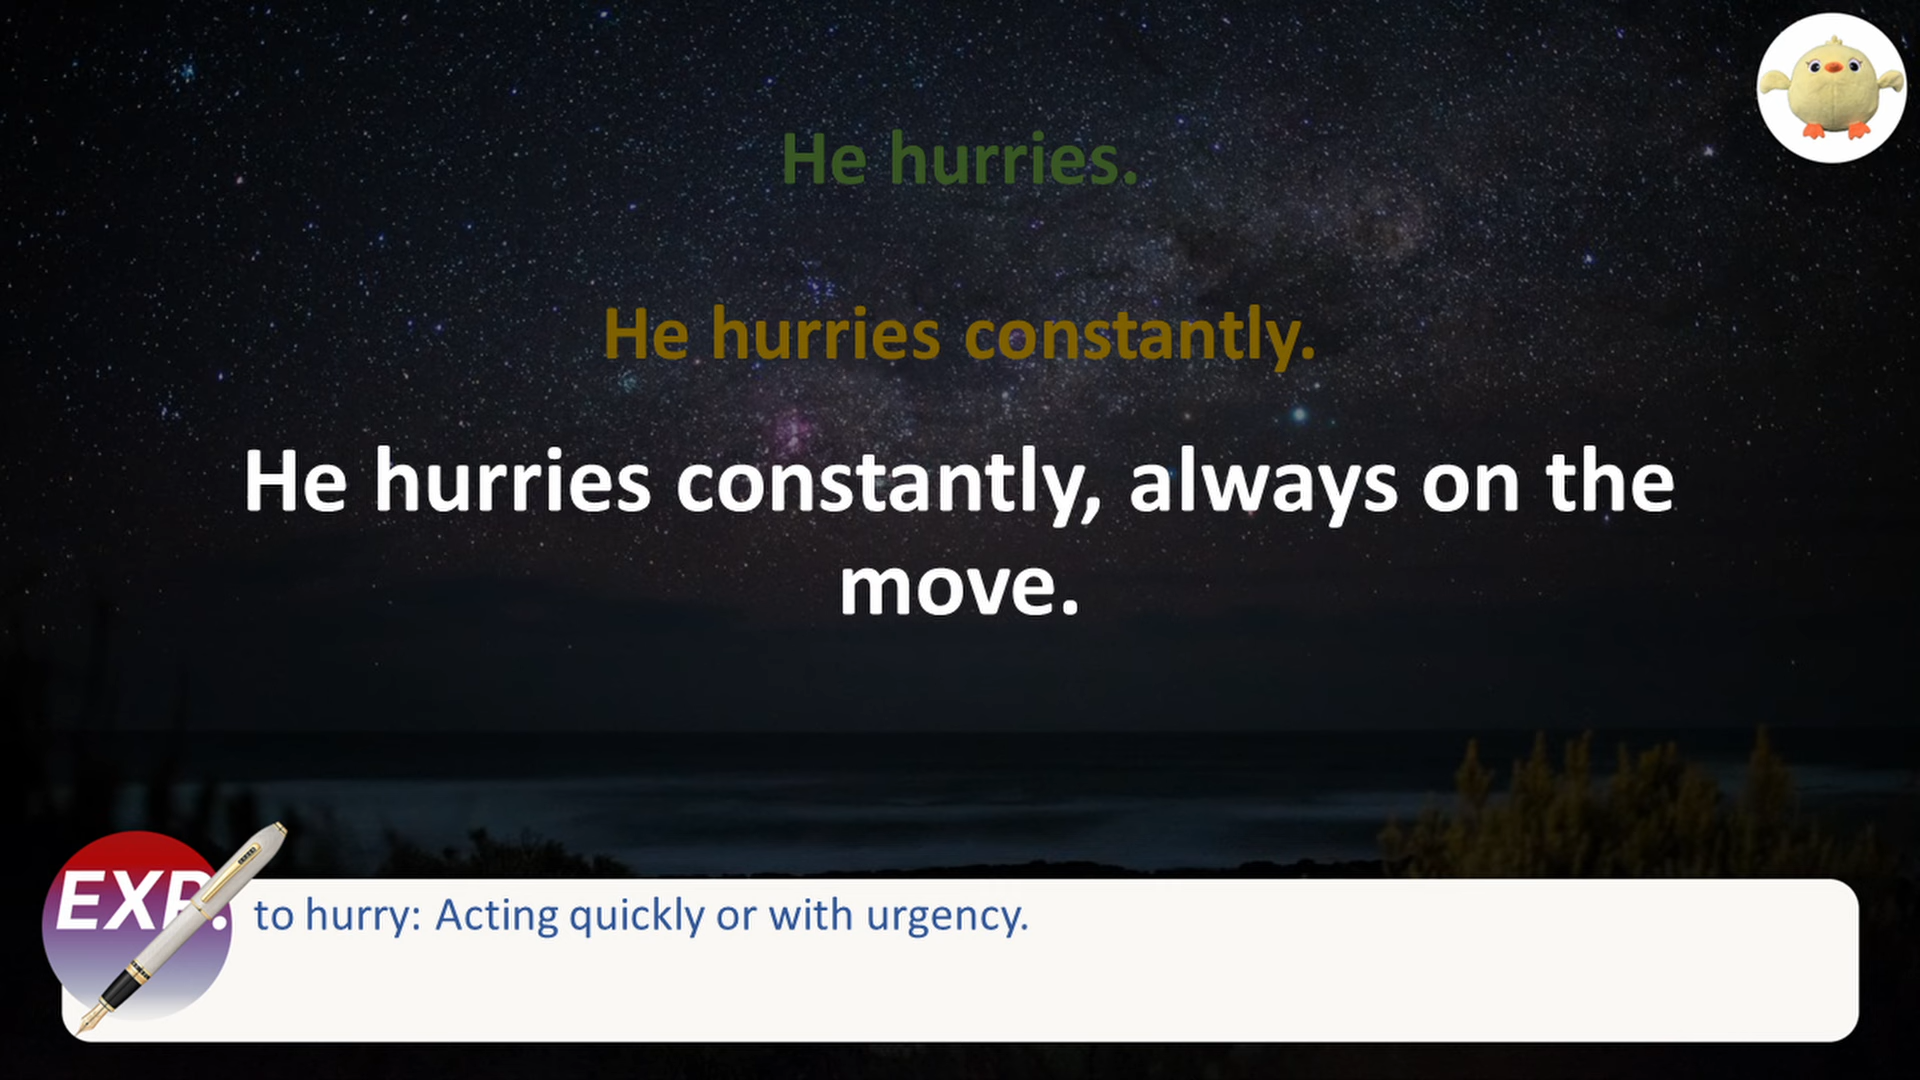 He hurries.
He hurries constantly.
He hurries constantly, always on the
move.
EXP.
to hurry: Acting quickly or with urgency.